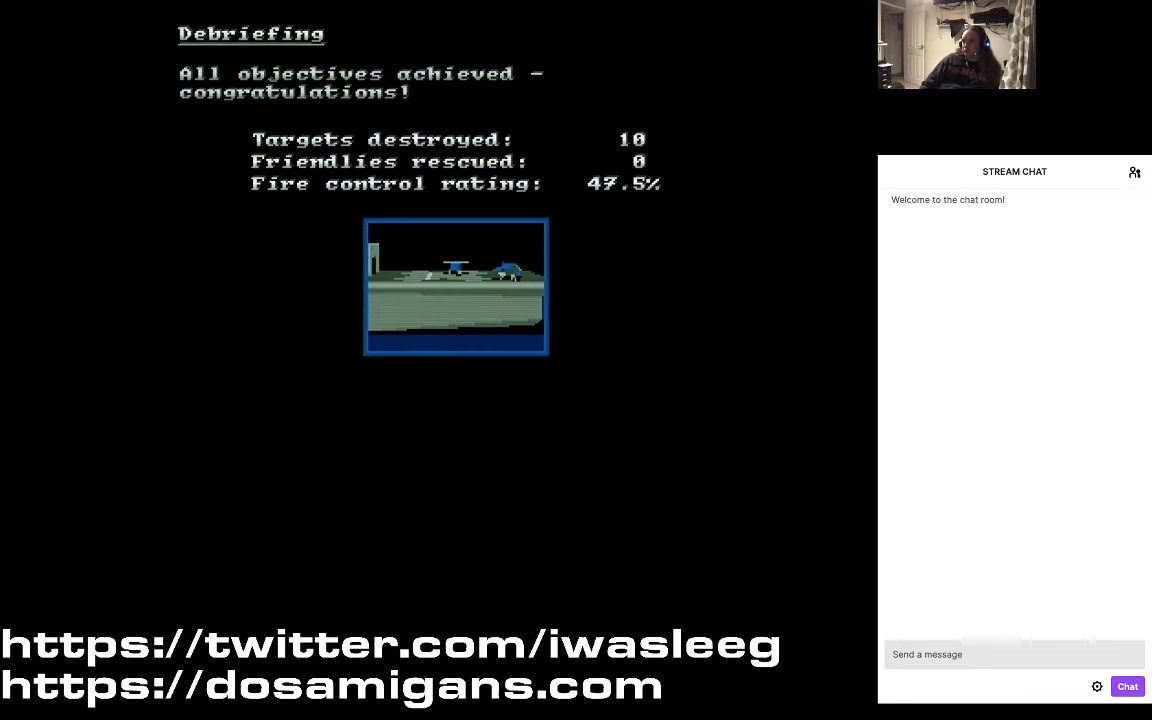 Debriefing
All objectives achieved -
congratulations!
Targets destroyed: 10
Friendlies rescued: 0
Fire control rating: 47.5%
STREAM CHAT
Welcome to the chat room!
Send a message
Chat
https://twitter.com/iwasleeg
https://dosamigans.com